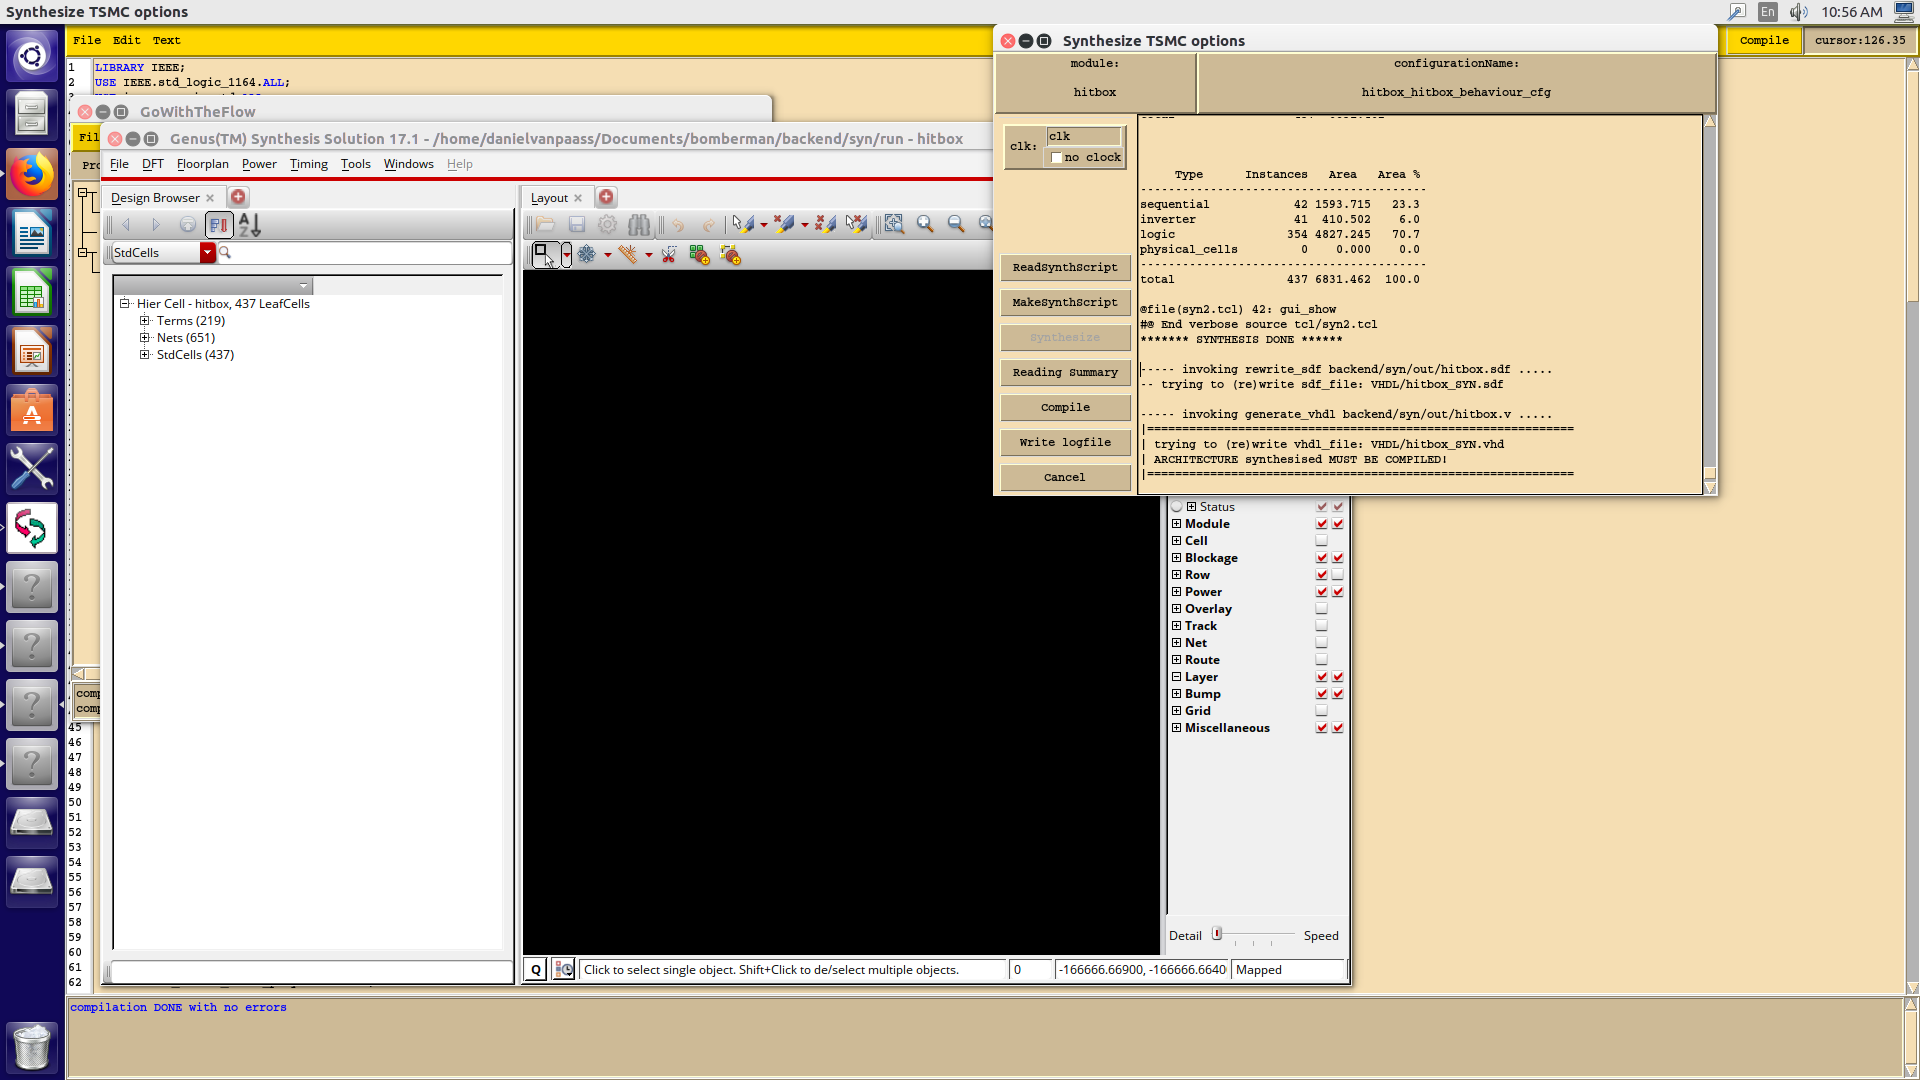 Synthesize TSMC options
En
10:56 AM
File Edit Text
Compile
cursor:126.35
1 LIBRARY IEEE;
2 USE IEEE.std_logic_1164.ALL;
GoWithTheFlow
Genus(TM) Synthesis Solution 17.1 - /home/danielvanpaass/Documents/bomberman/backend/syn/run - hitbox
File DFT Floorplan Power Timing Tools Windows Help
Design Browser
Layout
StdCells
Hier Cell - hitbox, 437 LeafCells
Terms (219)
Nets (651)
StdCells (437)
Synthesize TSMC options
module:
hitbox
configurationName:
hitbox_hitbox_behaviour_cfg
clk: clk
no clock
ReadSynthScript
MakeSynthScript
Synthesize
Reading Summary
Compile
Write logfile
Cancel
Type Instances Area Area %
---------------------------------------
sequential 42 1593.715 23.3
inverter 41 410.502 6.0
logic 354 4827.245 70.7
physical_cells 0 0.000 0.0
---------------------------------------
total 437 6831.462 100.0
@file(syn2.tcl) 42: gui_show
#@ End verbose source tcl/syn2.tcl
******* SYNTHESIS DONE ******
----- invoking rewrite_sdf backend/syn/out/hitbox.sdf .....
-- trying to (re)write sdf_file: VHDL/hitbox_SYN.sdf
----- invoking generate_vhdl backend/syn/out/hitbox.v .....
|=============================================================
| trying to (re)write vhdl_file: VHDL/hitbox_SYN.vhd
| ARCHITECTURE synthesised MUST BE COMPILED!
|=============================================================
Status
Module
Cell
Blockage
Row
Power
Overlay
Track
Net
Route
Layer
Bump
Grid
Miscellaneous
Detail Speed
Q
Click to select single object. Shift+Click to de/select multiple objects.
0
-166666.66900, -166666.6640
Mapped
45
46
47
48
49
50
51
52
53
54
55
56
57
58
59
60
61
62
compilation DONE with no errors